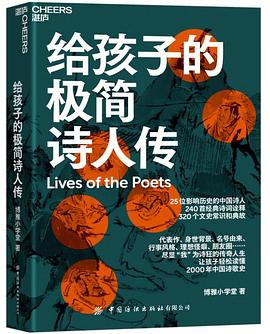 CHEERS
湛庐
给孩子的
极简
诗人传
Lives of the Poets
25位影响历史的中国诗人
240首经典诗词诠释
320个文史常识和典故
代表作、身世背景、名号由来、
行事风格、理想怪癖、朋友圈……
尽显“我”为诗狂的传奇人生
让孩子轻松读懂
2000年中国诗歌史
博雅小学堂 著
中国纺织出版社有限公司
CHEERS
湛庐
给孩子的极简诗人传
博雅小学堂 著